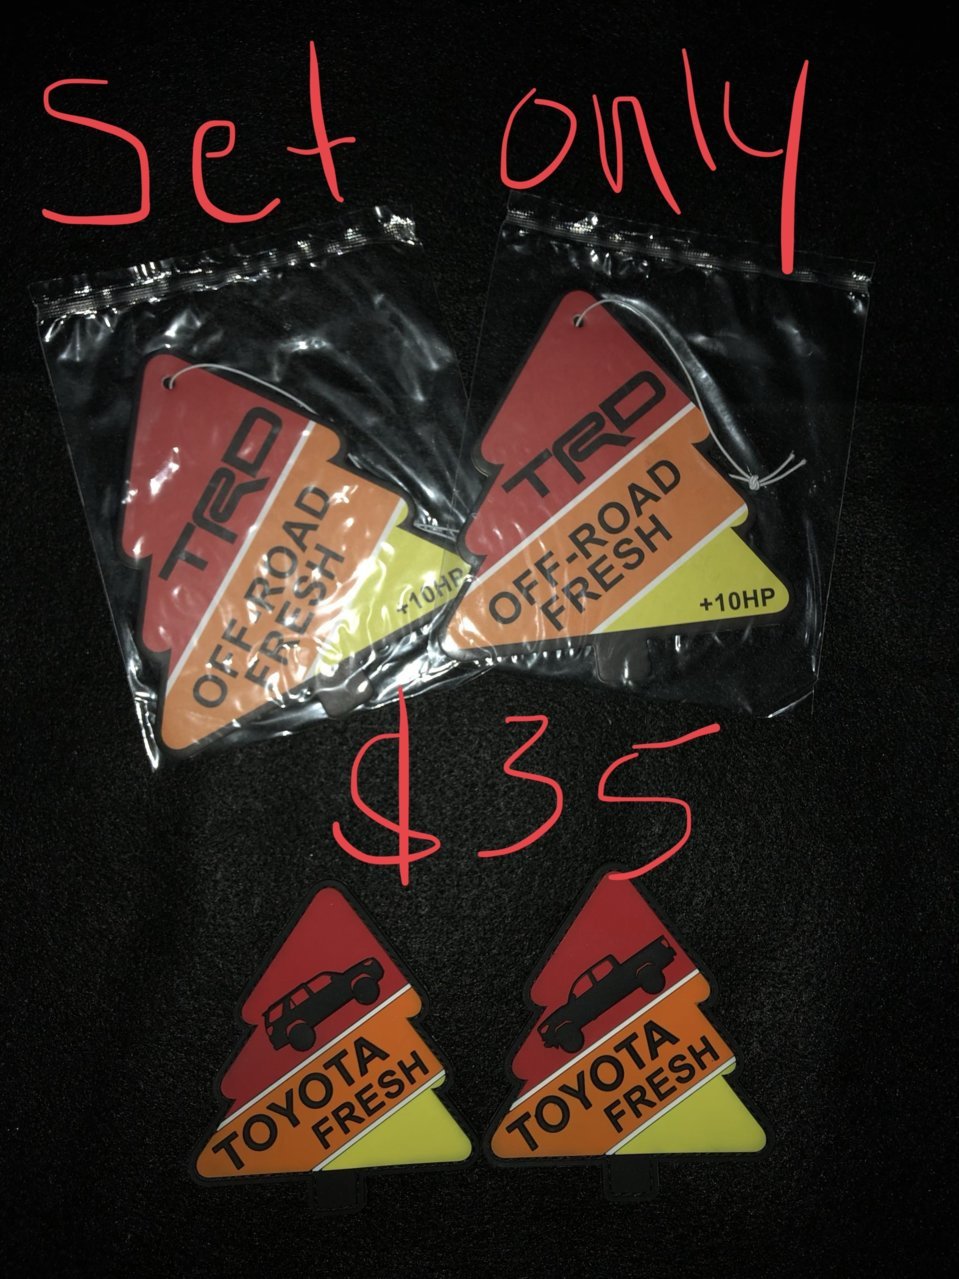 Set only
TRD
OFF-ROAD
FRESH
+10HP
TRD
OFF-ROAD
FRESH
+10HP
$35
TOYOTA
FRESH
TOYOTA
FRESH